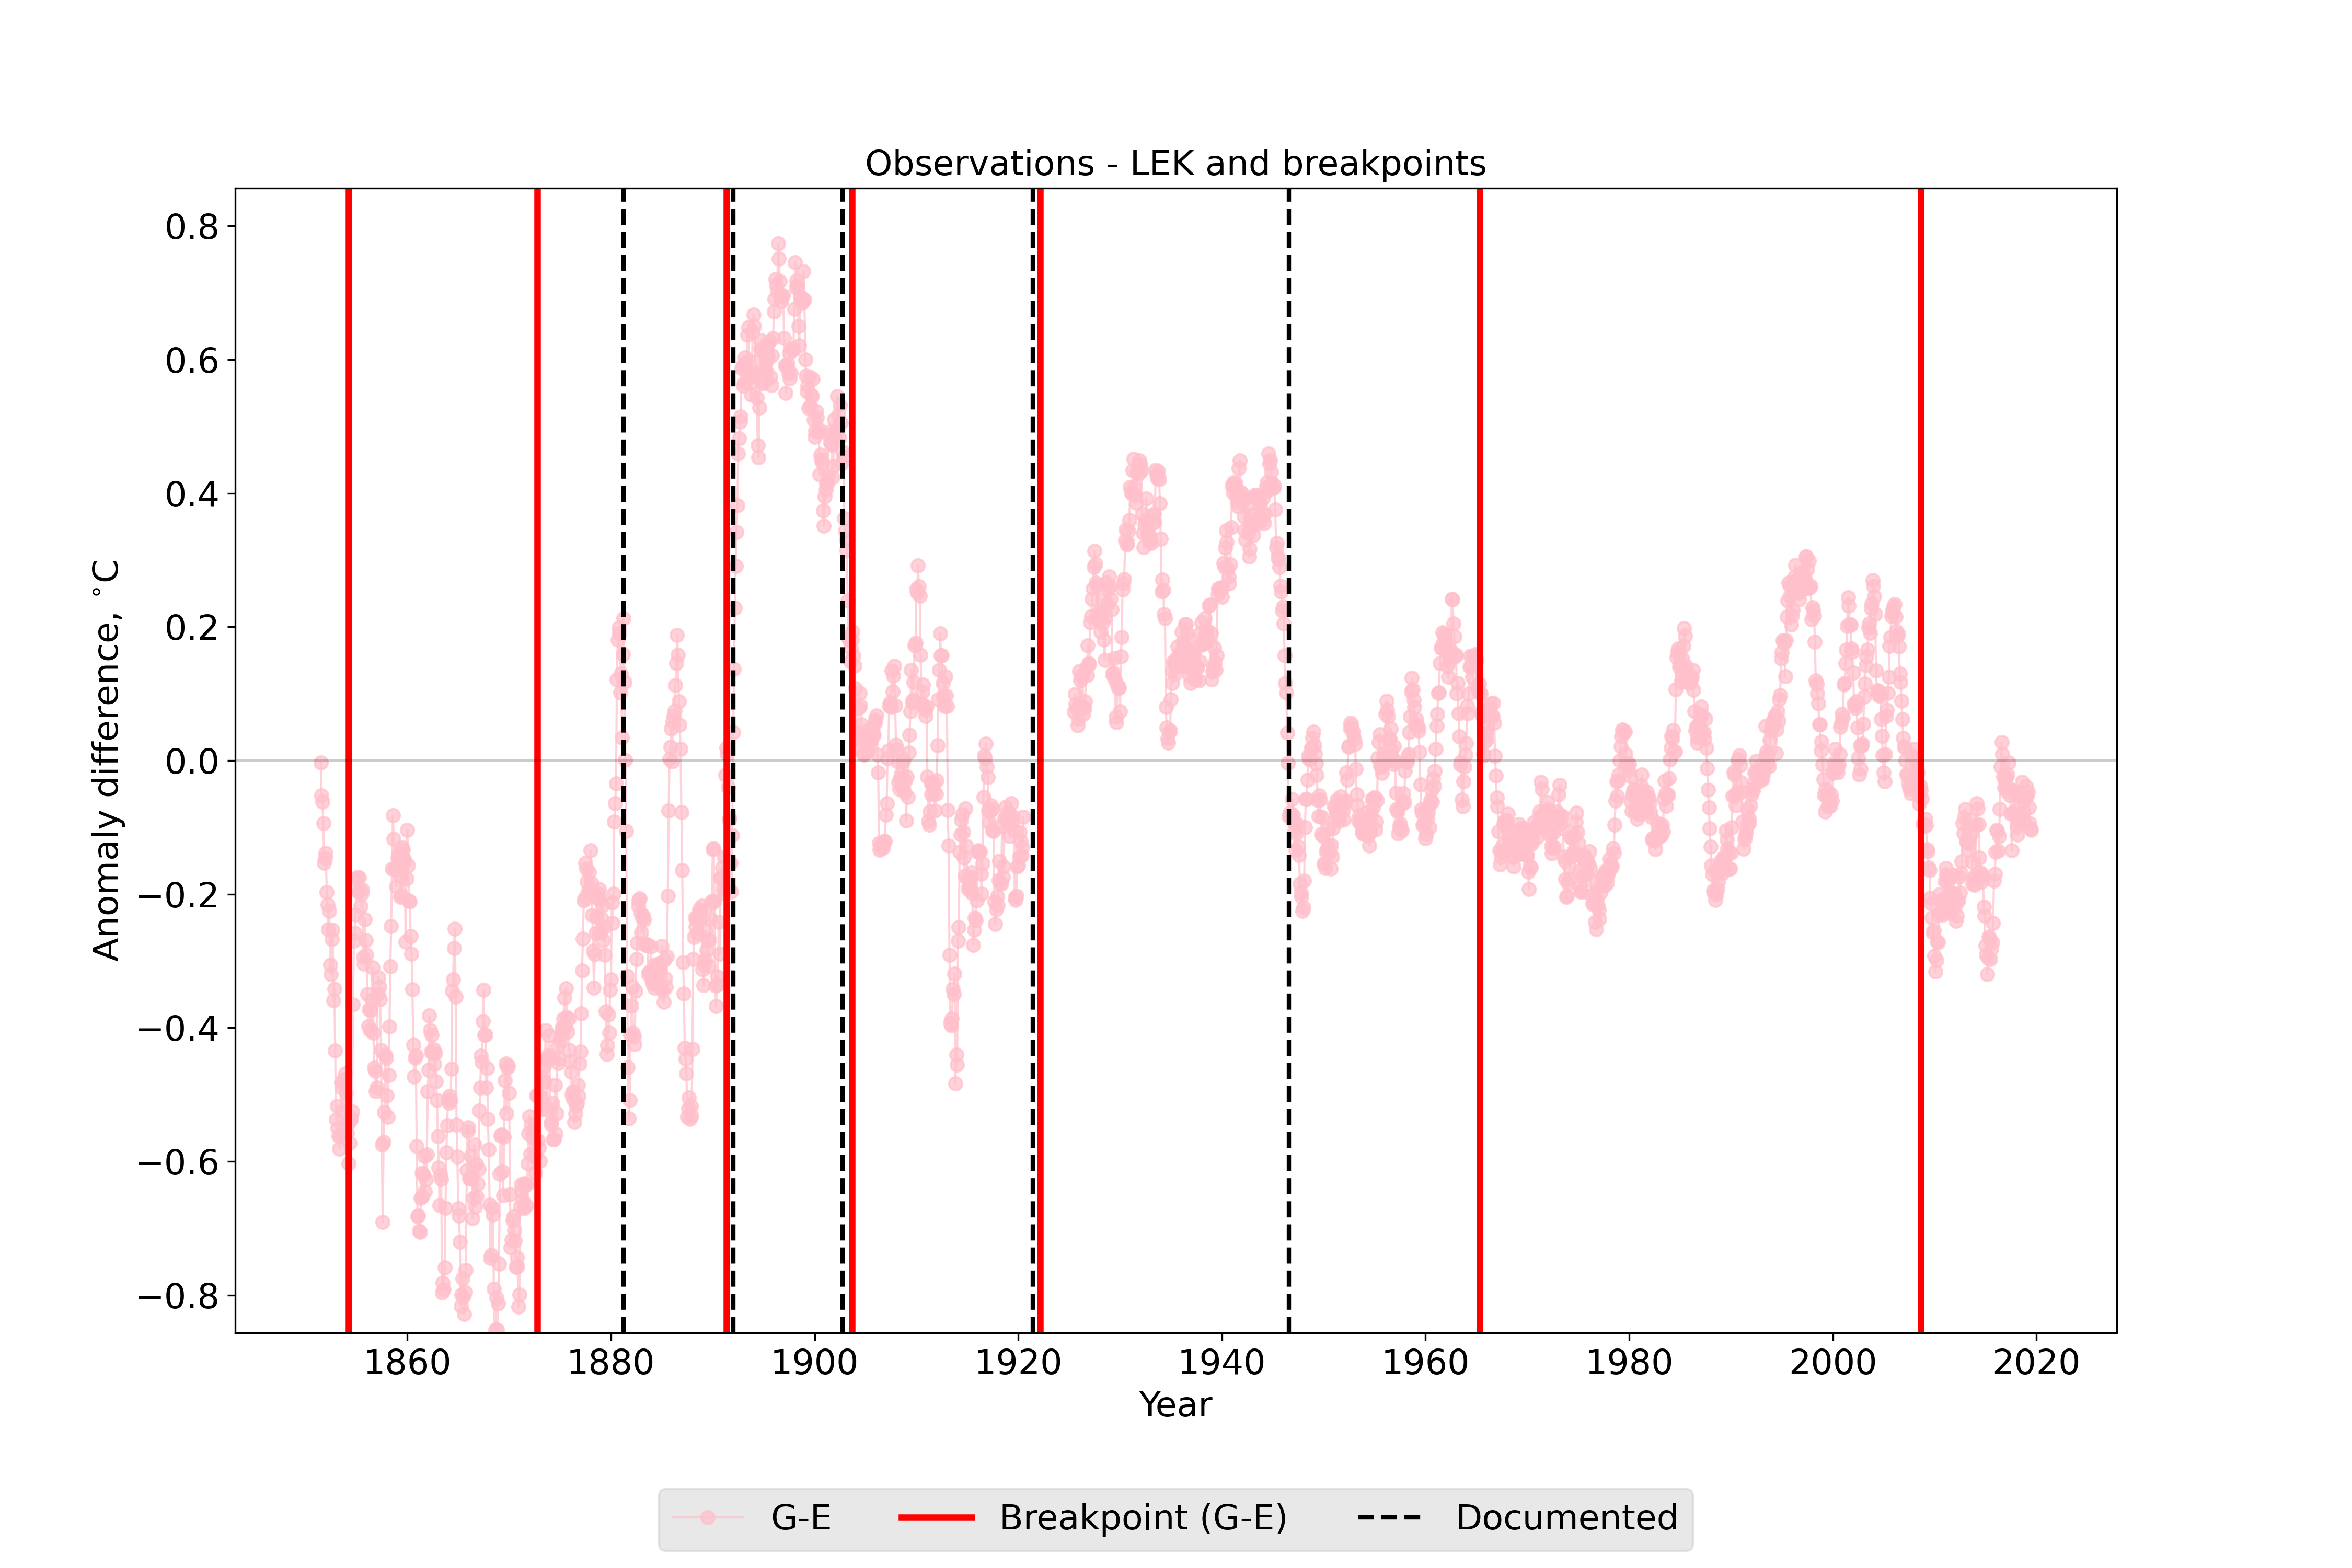 Observations - LEK and breakpoints
0.8
0.6
0.4
0.2
0.0
−0.2
−0.4
−0.6
−0.8
Anomaly difference, °C
1860 1880 1900 1920 1940 1960 1980 2000 2020
Year
G-E Breakpoint (G-E) Documented